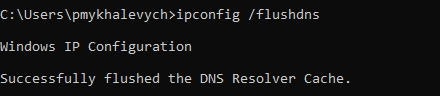 C:\Users\pmykhalevych>ipconfig /flushdns
Windows IP Configuration
Successfully flushed the DNS Resolver Cache.